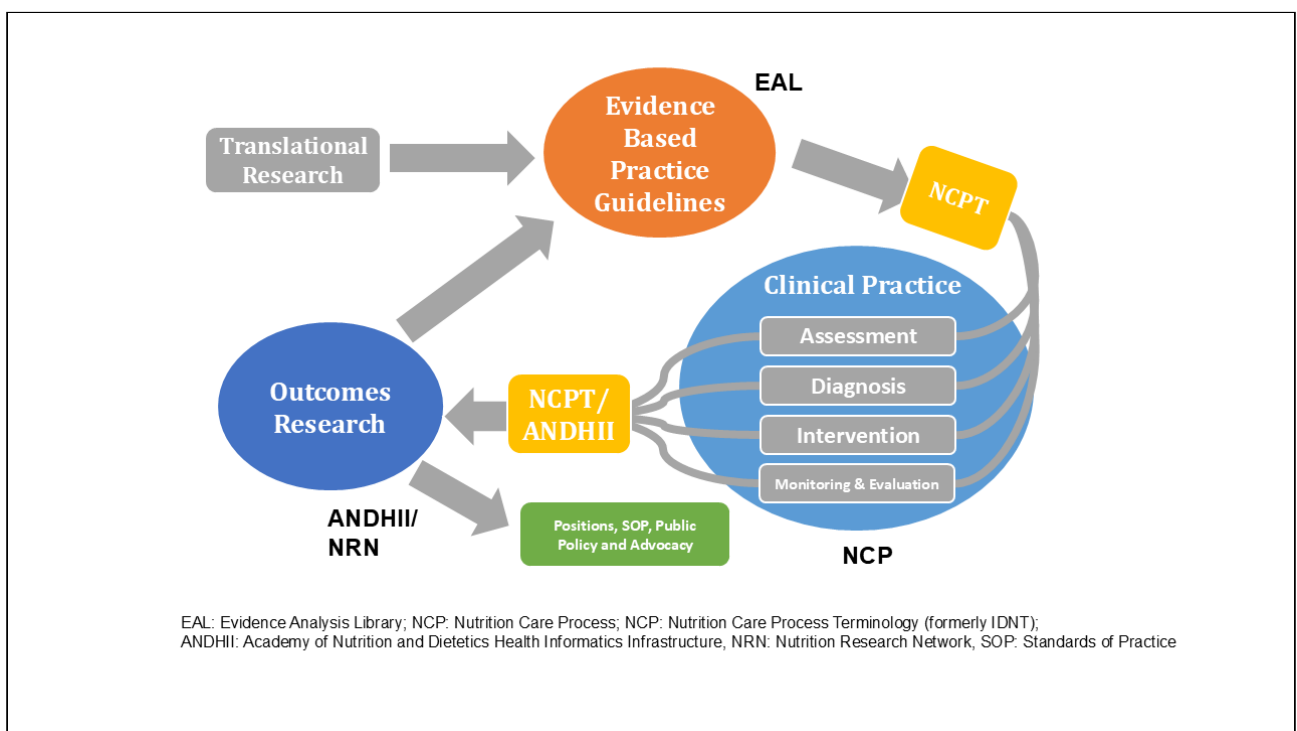 EAL
Evidence
Based
Practice
Guidelines
Translational
Research
NCPT
Clinical Practice
Assessment
Diagnosis
Intervention
Monitoring & Evaluation
NCP
NCPT/
ANDHII
Outcomes
Research
ANDHII/
NRN
Positions, SOP, Public
Policy and Advocacy
EAL: Evidence Analysis Library; NCP: Nutrition Care Process; NCP: Nutrition Care Process Terminology (formerly IDNT);
ANDHII: Academy of Nutrition and Dietetics Health Informatics Infrastructure, NRN: Nutrition Research Network, SOP: Standards of Practice